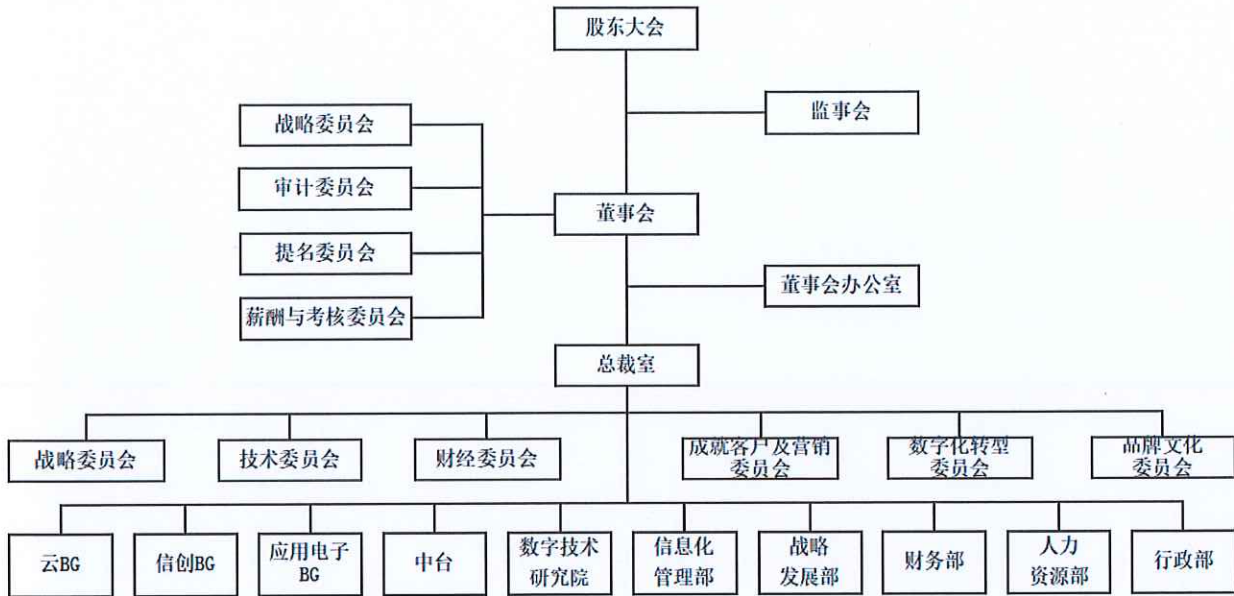 股东大会
监事会
战略委员会
审计委员会
董事会
提名委员会
董事会办公室
薪酬与考核委员会
总裁室
战略委员会
技术委员会
财经委员会
成就客户及营销
委员会
数字化转型
委员会
品牌文化
委员会
云BG
信创BG
应用电子
BG
中台
数字技术
研究院
信息化
管理部
战略
发展部
财务部
人力
资源部
行政部